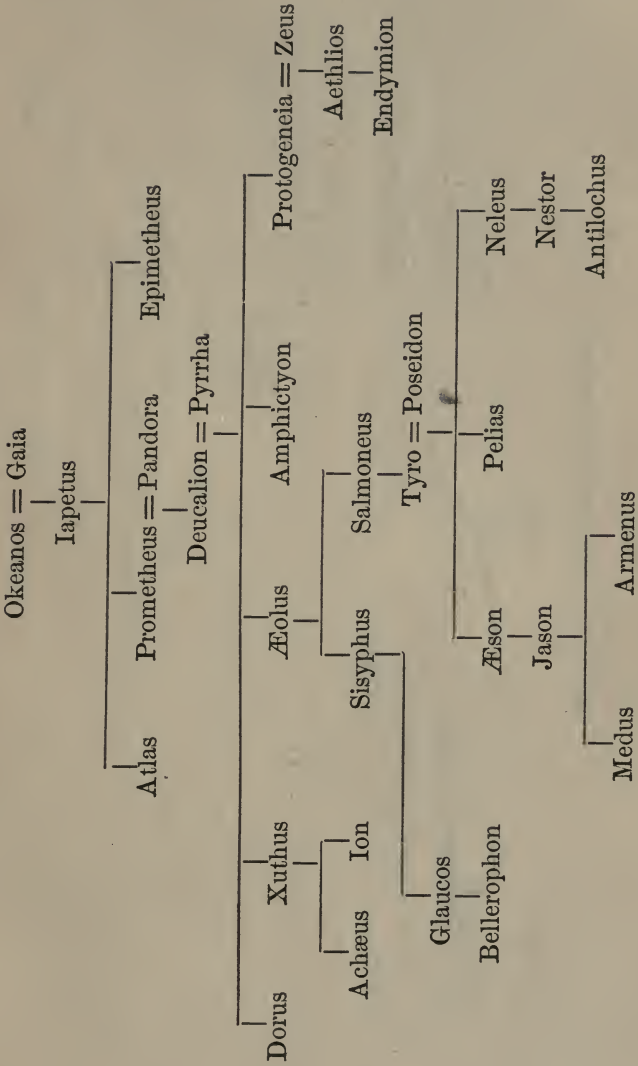 Okeanos = Gaia
Iapetus
Atlas Prometheus = Pandora Epimetheus
Deucalion = Pyrrha
Dorus Xuthus Æolus Amphictyon Protogeneia = Zeus
Achæus Ion Sisyphus Salmoneus Aethlios
Glaucos Tyro = Poseidon Endymion
Bellerophon Æson Pelias Neleus
Jason Nestor
Medus Armenus Antilochus